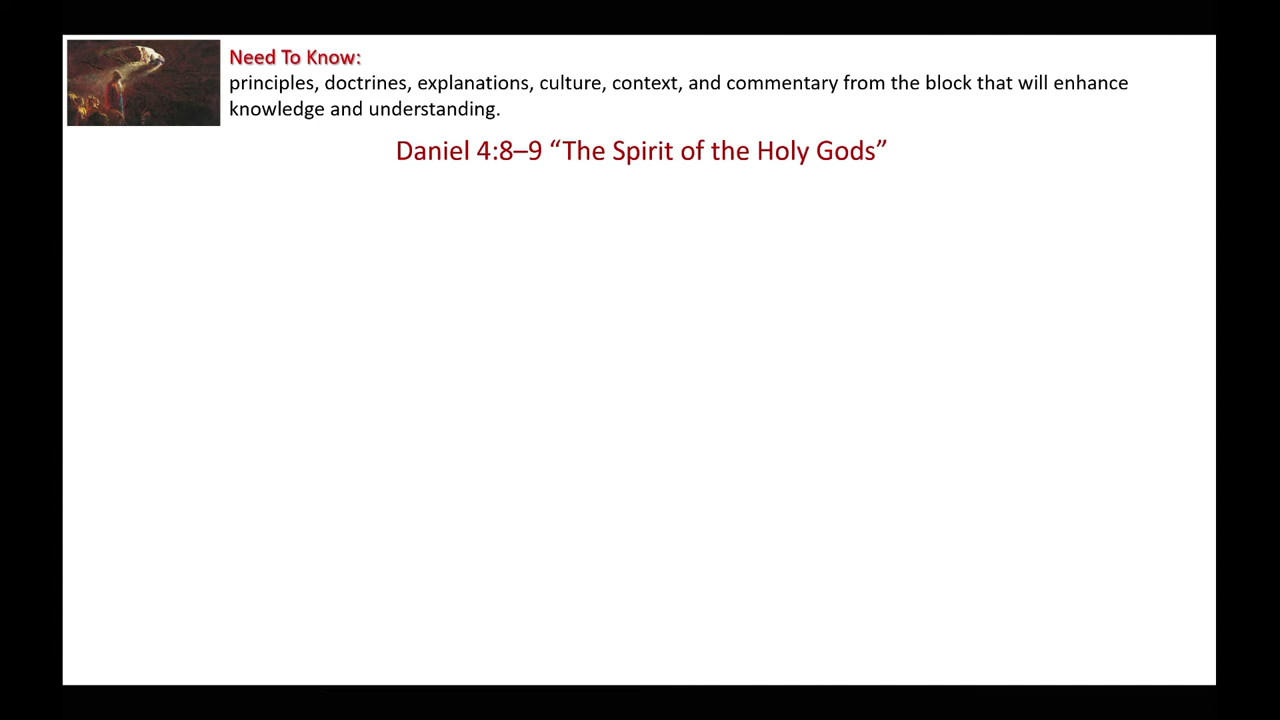 Need To Know:
principles, doctrines, explanations, culture, context, and commentary from the block that will enhance
knowledge and understanding.
Daniel 4:8–9 “The Spirit of the Holy Gods”